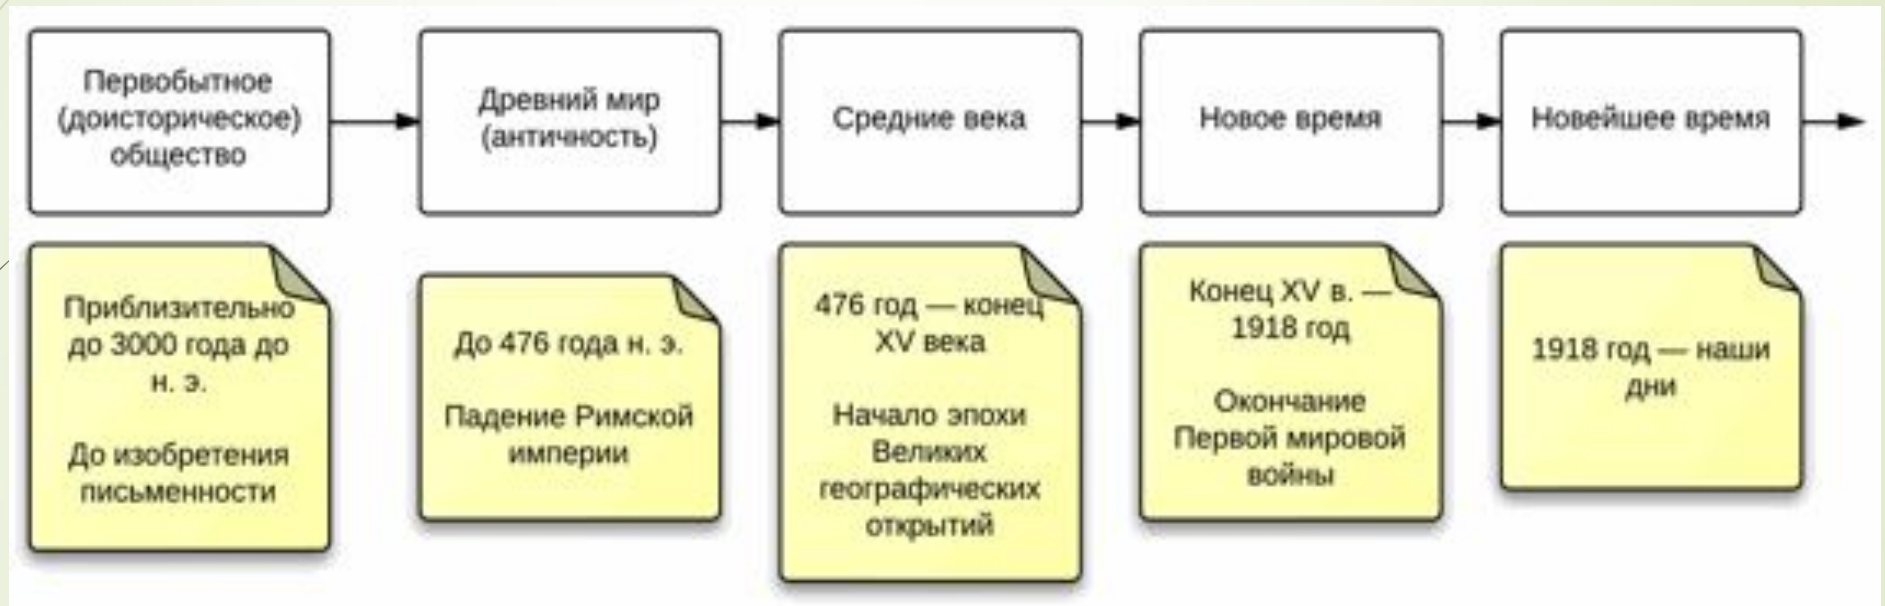 Первобытное
(доисторическое)
общество
Древний мир
(античность)
Средние века
Новое время
Новейшее время
Приблизительно
до 3000 года до
н. э.
До изобретения
письменности
До 476 года н. э.
Падение Римской
империи
476 год — конец
XV века
Начало эпохи
Великих
географических
открытий
Конец XV в. —
1918 год
Окончание
Первой мировой
войны
1918 год — наши
дни